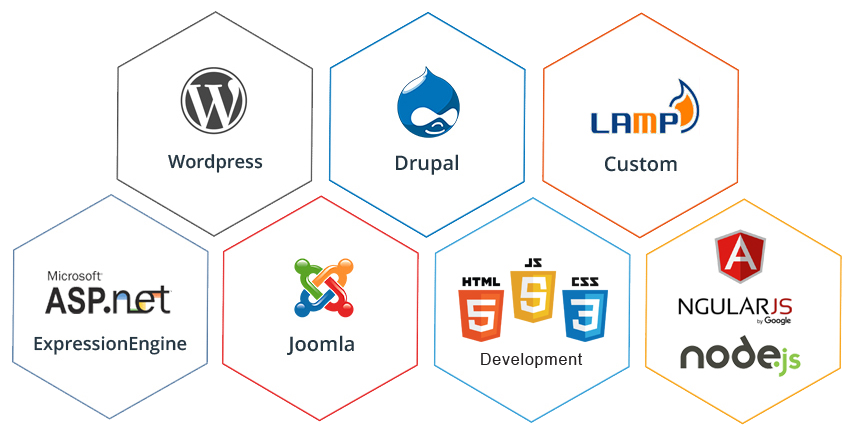 Wordpress
Drupal
LAMP
Custom
Microsoft
ASP.net
ExpressionEngine
Joomla
HTML JS CSS
5 5 3
Development
A
NGULARJS
by Google
node.js